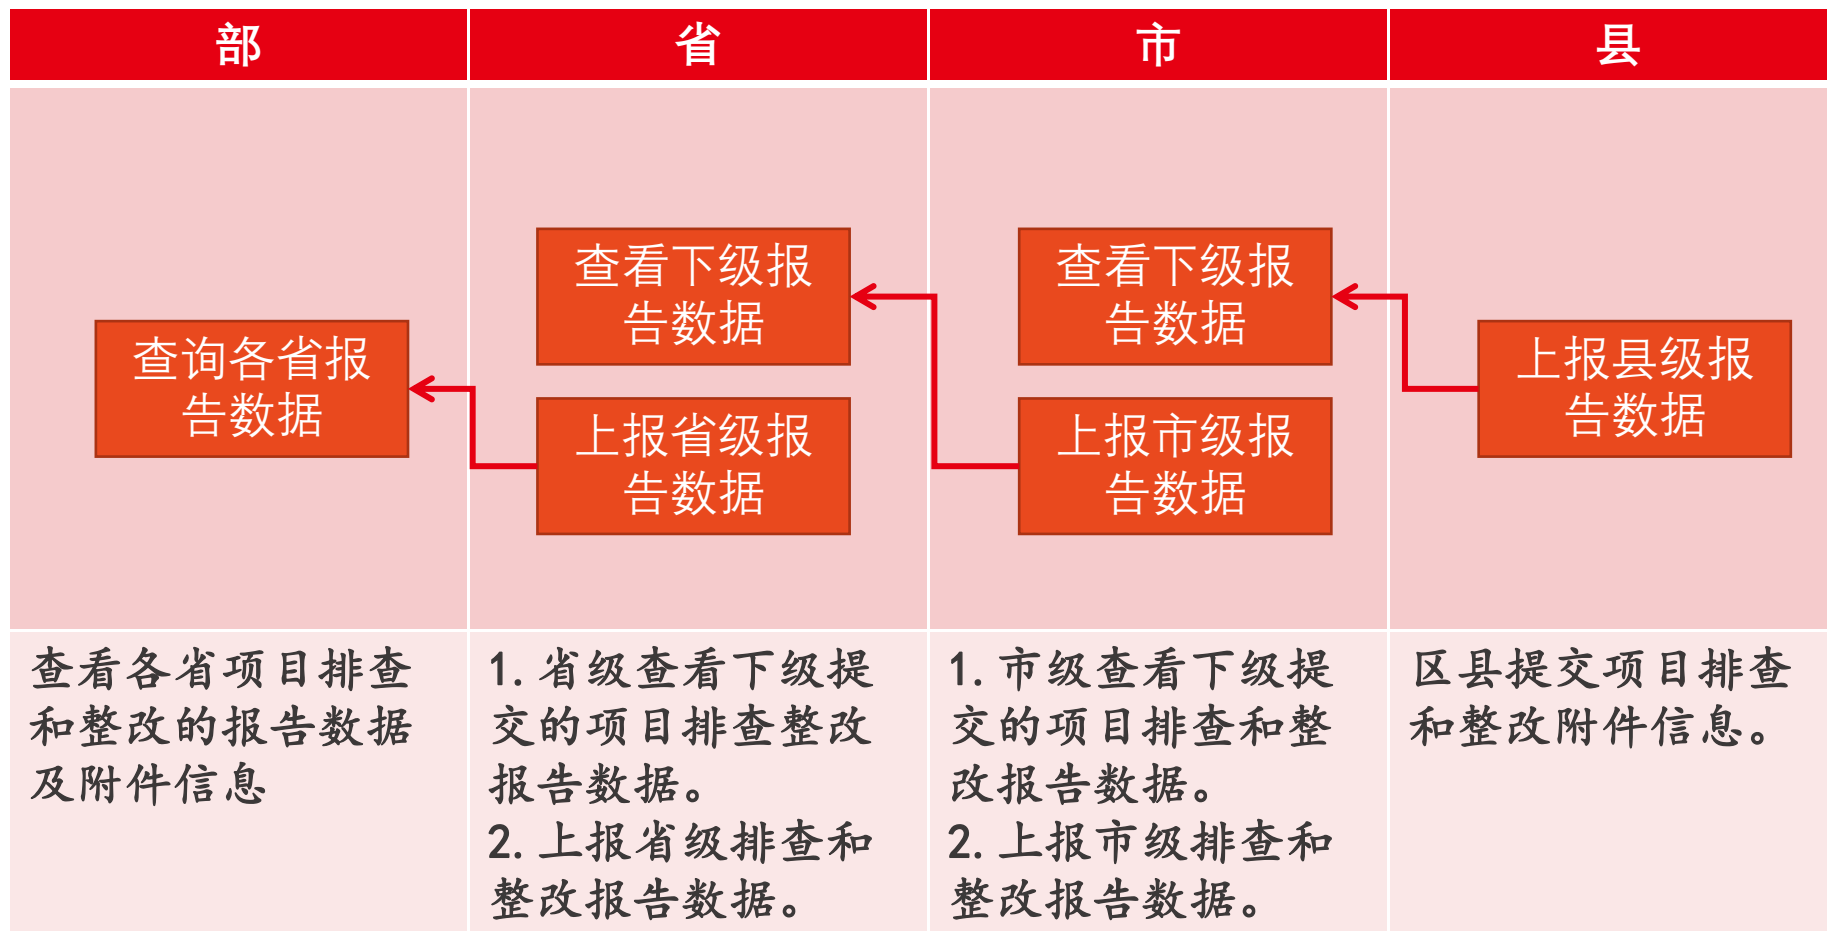 部
省
市
县
查询各省报
告数据
查看下级报
告数据
上报省级报
告数据
查看下级报
告数据
上报市级报
告数据
上报县级报
告数据
查看各省项目排查
和整改的报告数据
及附件信息
1.省级查看下级提
交的项目排查整改
报告数据。
2.上报省级排查和
整改报告数据。
1.市级查看下级提
交的项目排查和整
改报告数据。
2.上报市级排查和
整改报告数据。
区县提交项目排查
和整改附件信息。